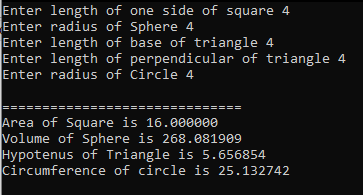 Enter length of one side of square 4
Enter radius of Sphere 4
Enter length of base of triangle 4
Enter length of perpendicular of triangle 4
Enter radius of Circle 4
==============================
Area of Square is 16.000000
Volume of Sphere is 268.081909
Hypotenus of Triangle is 5.656854
Circumference of circle is 25.132742